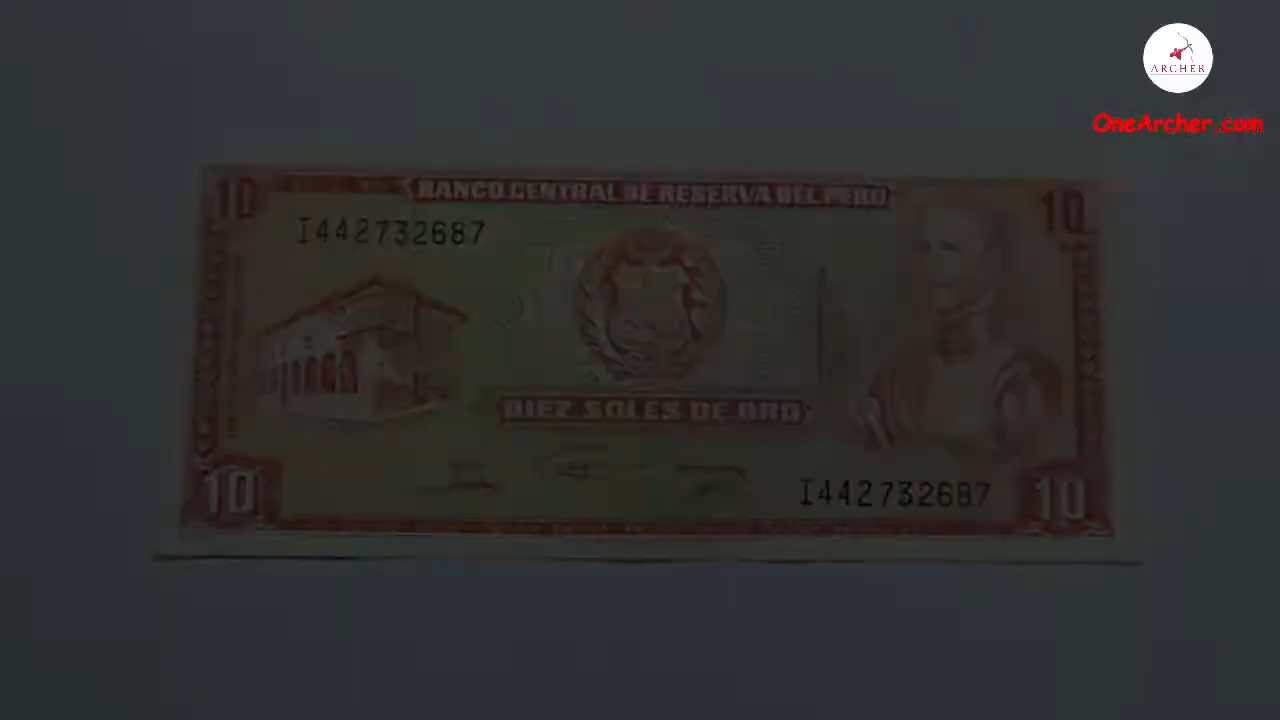 ARCHER
OneArcher.com
10
BANCO CENTRAL DE RESERVA DEL PERU
10
I442732687
DIEZ SOLES DE ORO
10
I442732687
10